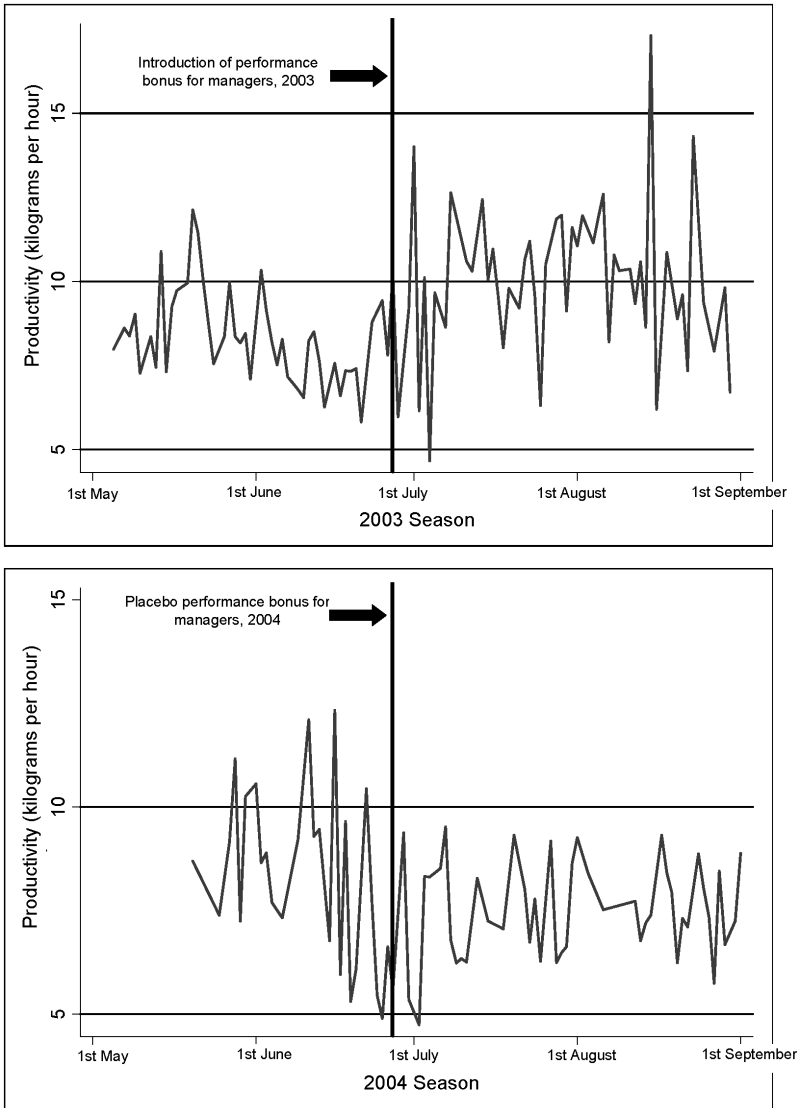 Introduction of performance
bonus for managers, 2003
Productivity (kilograms per hour)
15
10
5
1st May
1st June
1st July
1st August
1st September
2003 Season
Placebo performance bonus for
managers, 2004
Productivity (kilograms per hour)
15
10
5
1st May
1st June
1st July
1st August
1st September
2004 Season